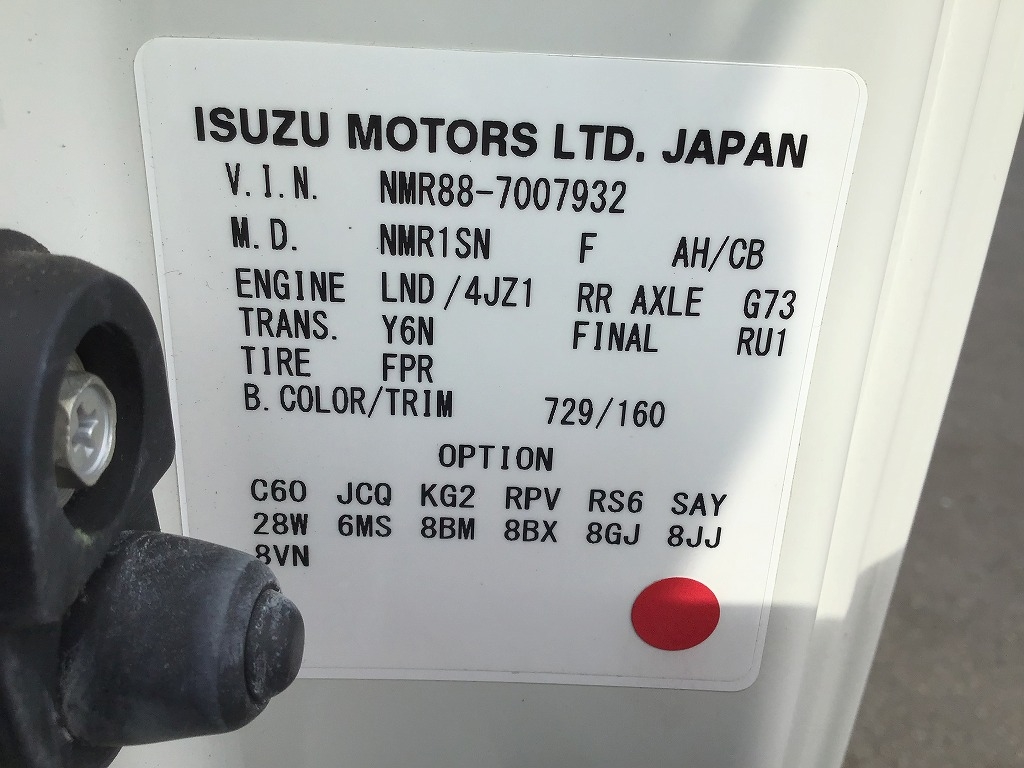 ISUZU MOTORS LTD. JAPAN
V.I.N. NMR88-7007932
M.D. NMR1SN F AH/CB
ENGINE LND/4JZ1 RR AXLE G73
TRANS. Y6N FINAL RU1
TIRE FPR
B.COLOR/TRIM 729/160
OPTION
C60 JCQ KG2 RPV RS6 SAY
28W 6MS 8BM 8BX 8GJ 8JJ
8VN